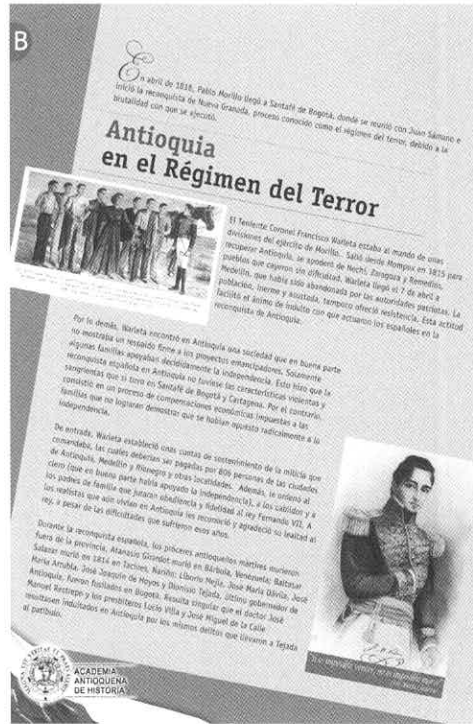 B
En abril de 1816, Pablo Morillo llegó a Santafé de Bogotá, donde se reunió con Juan Sámano e
inició la reconquista de Nueva Granada, proceso conocido como el régimen del terror, debido a la
brutalidad con que se ejecutó.
Antioquia
en el Régimen del Terror
El Teniente Coronel Francisco Warleta estaba al mando de unas
divisiones del ejército de Morillo. Salió desde Mompox en 1815 para
recuperar Antioquia, se apoderó de Nechí, Zaragoza y Remedios,
pueblos que cayeron sin dificultad. Warleta llegó el 7 de abril a
Medellín, que había sido abandonada por las autoridades patriotas. La
población, inerme y asustada, tampoco ofreció resistencia. Esta actitud
facilitó el ánimo de indulto con que actuaron los españoles en la
reconquista de Antioquia.
Por lo demás, Warleta encontró en Antioquia una sociedad que en buena parte
no mostraba un respaldo firme a los proyectos emancipadores. Solamente
algunas familias apoyaban decididamente la independencia. Esto hizo que la
reconquista española en Antioquia no tuviese las características violentas y
sangrientas que sí tuvo en Santafé de Bogotá y Cartagena. Por el contrario,
consistió en un proceso de compensaciones económicas impuestas a las
familias que no lograran demostrar que se habían opuesto radicalmente a la
independencia.
De entrada, Warleta estableció unas cuotas de sostenimiento de la milicia que
comandaba, las cuales deberían ser pagadas por 806 personas de las ciudades
de Antioquia, Medellín y Rionegro y otras localidades. Además, le ordenó al
clero (que en buena parte había apoyado la independencia), a los cabildos y a
los padres de familia que juraran obediencia y fidelidad al rey Fernando VII. A
los realistas que aún vivían en Antioquia les reconoció y agradeció su lealtad al
rey, a pesar de las dificultades que sufrieron esos años.
Durante la reconquista española, los próceres antioqueños mártires murieron
fuera de la provincia. Atanasio Girardot murió en Bárbula, Venezuela; Baltasar
Salazar murió en 1814 en Tacines, Nariño; Liborio Mejía, José María Dávila, José
María Arrubla, José Joaquín de Hoyos y Dionisio Tejada, último gobernador de
Antioquia, fueron fusilados en Bogotá. Resulta singular que el doctor José
Manuel Restrepo y los presbíteros Lucio Villa y José Miguel de la Calle
resultasen indultados en Antioquia por los mismos delitos que llevaron a Tejada
al patíbulo.
ACADEMIA
ANTIOQUEÑA
DE HISTORIA